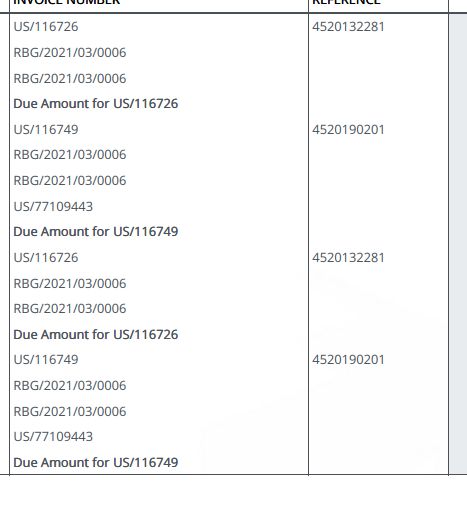 INVOICE NUMBER REFERENCE
US/116726 4520132281
RBG/2021/03/0006
RBG/2021/03/0006
Due Amount for US/116726
US/116749 4520190201
RBG/2021/03/0006
RBG/2021/03/0006
US/77109443
Due Amount for US/116749
US/116726 4520132281
RBG/2021/03/0006
RBG/2021/03/0006
Due Amount for US/116726
US/116749 4520190201
RBG/2021/03/0006
RBG/2021/03/0006
US/77109443
Due Amount for US/116749